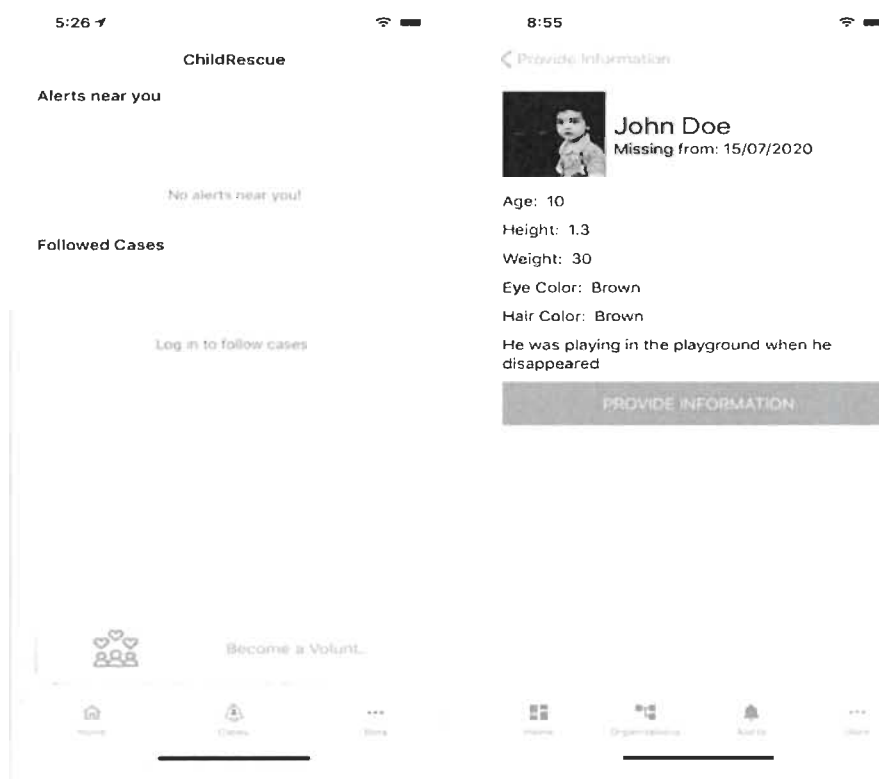 5:26
ChildRescue
Alerts near you
No alerts near you!
Followed Cases
Log in to follow cases
Become a Volunt...
Home
Cases
More
8:55
Provide Information
John Doe
Missing from: 15/07/2020
Age: 10
Height: 1.3
Weight: 30
Eye Color: Brown
Hair Color: Brown
He was playing in the playground when he
disappeared
PROVIDE INFORMATION
Home
Organizations
Alerts
More